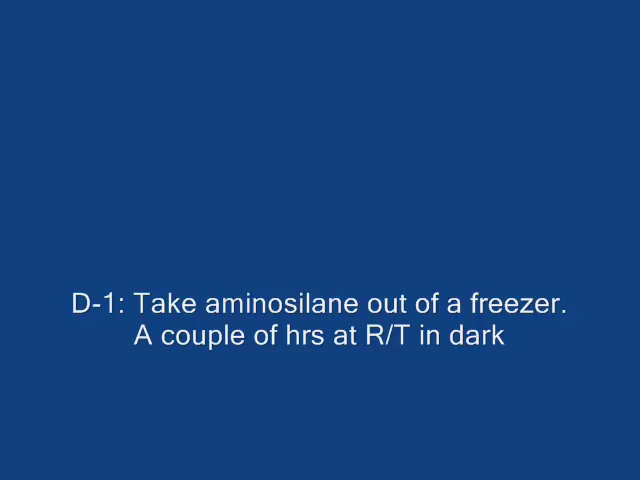 D-1: Take aminosilane out of a freezer.
A couple of hrs at R/T in dark